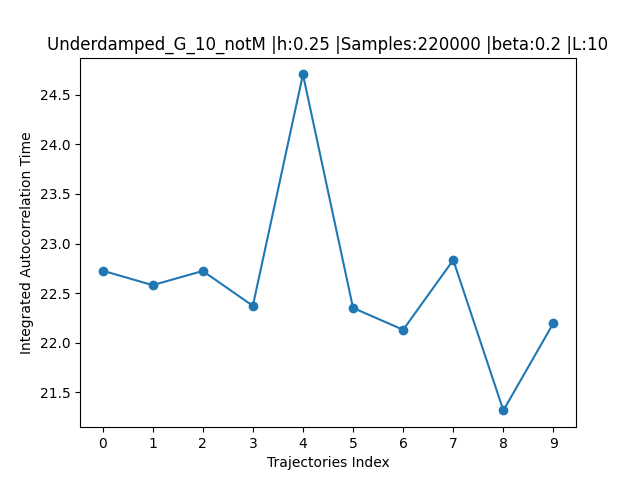 Underdamped_G_10_notM |h:0.25 |Samples:220000 |beta:0.2 |L:10
24.5
24.0
23.5
23.0
22.5
22.0
21.5
Integrated Autocorrelation Time
0 1 2 3 4 5 6 7 8 9
Trajectories Index